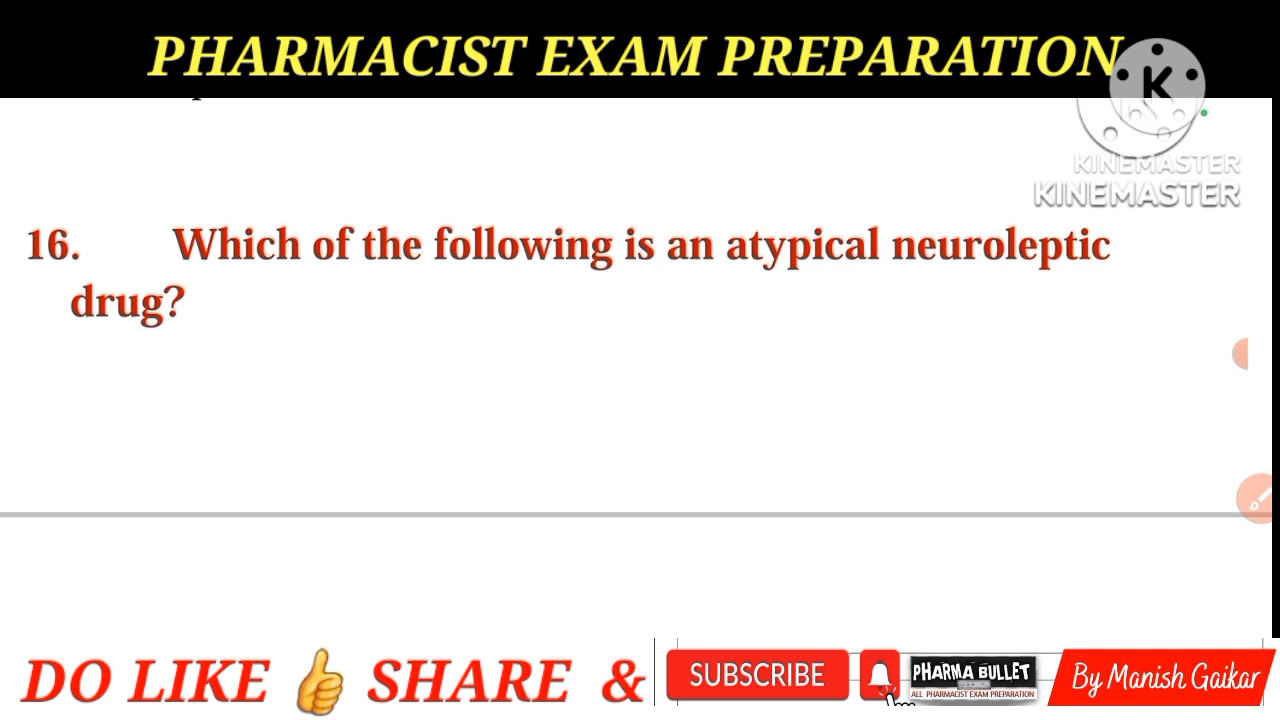 PHARMACIST EXAM PREPARATION
K
KINEMASTER
KINEMASTER
16. Which of the following is an atypical neuroleptic
drug?
DO LIKE 👍 SHARE &
SUBSCRIBE
PHARMA BULLET
ALL PHARMACIST EXAM PREPARATION
By Manish Gaikar